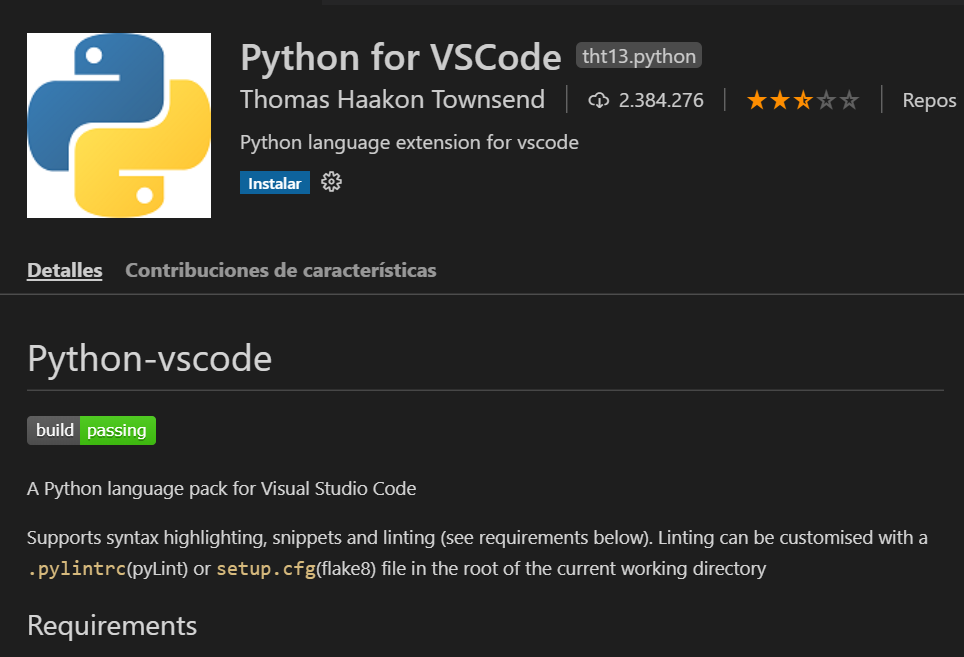 Python for VSCode tht13.python
Thomas Haakon Townsend 2.384.276 Repos
Python language extension for vscode
Instalar
Detalles Contribuciones de características
Python-vscode
build passing
A Python language pack for Visual Studio Code
Supports syntax highlighting, snippets and linting (see requirements below). Linting can be customised with a
.pylintrc(pyLint) or setup.cfg(flake8) file in the root of the current working directory
Requirements